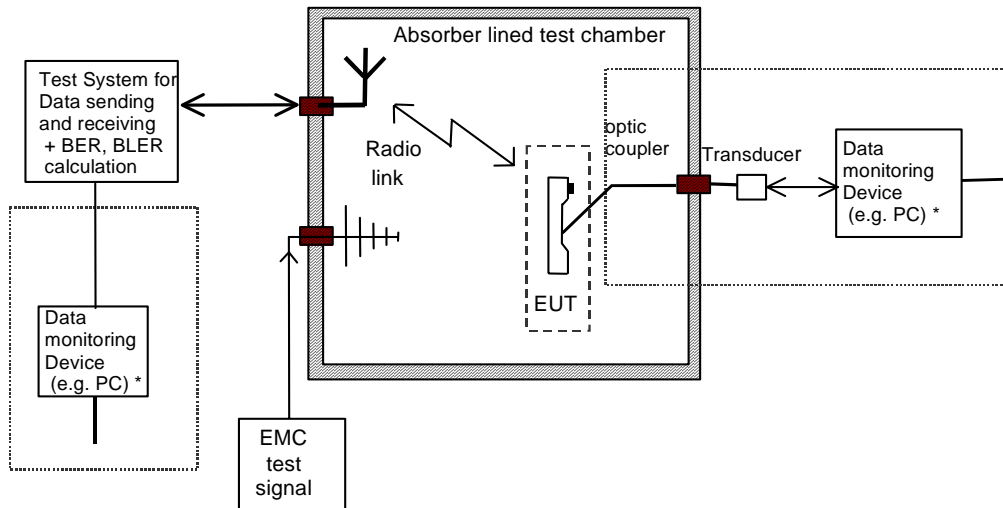 Absorber lined test chamber
Test System for
Data sending
and receiving
+ BER, BLER
calculation
Radio
link
optic
coupler
Transducer
Data
monitoring
Device
(e.g. PC) *
EUT
Data
monitoring
Device
(e.g. PC) *
EMC
test
signal